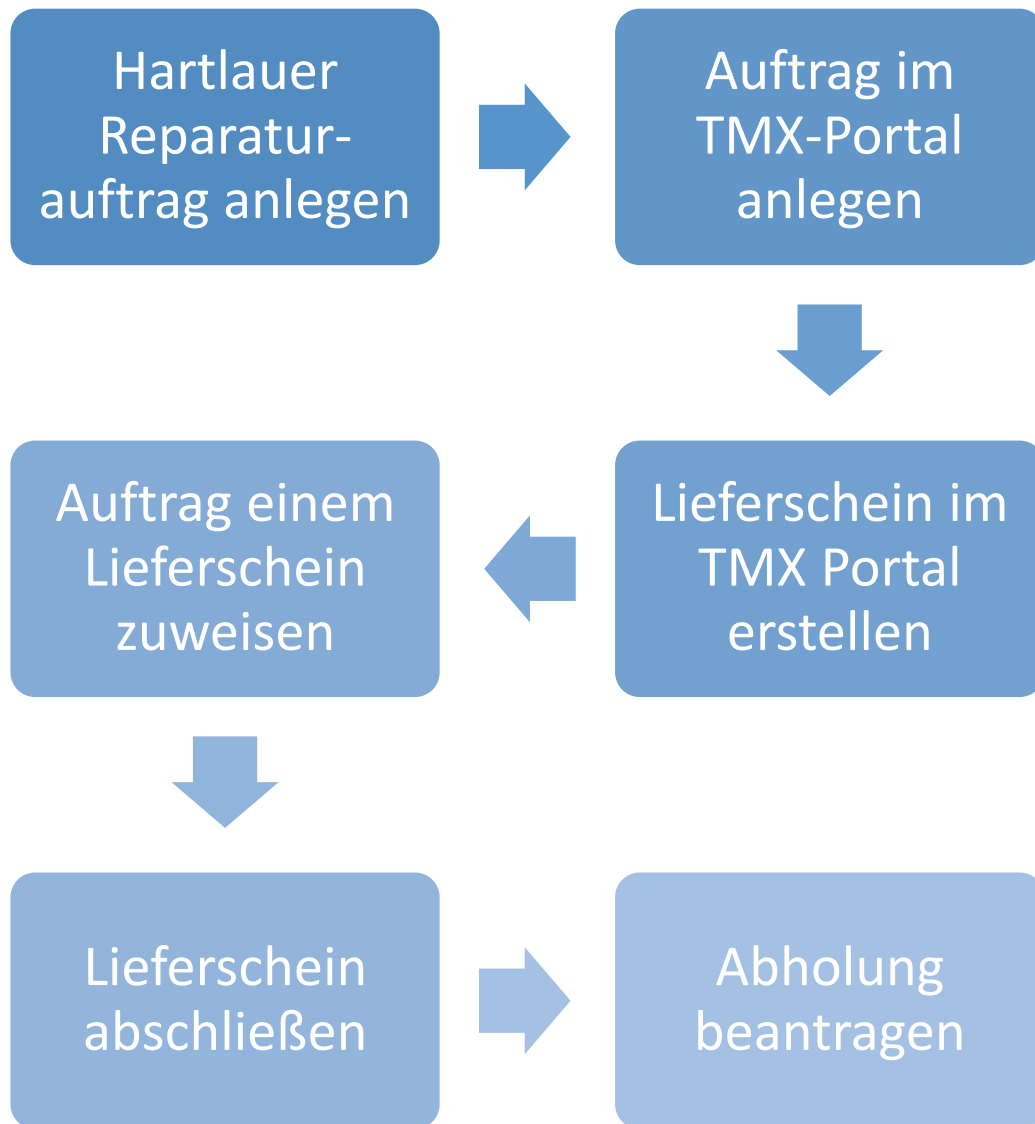 Hartlauer
Reparatur-
auftrag anlegen
Auftrag im
TMX-Portal
anlegen
Lieferschein im
TMX Portal
erstellen
Auftrag einem
Lieferschein
zuweisen
Lieferschein
abschließen
Abholung
beantragen